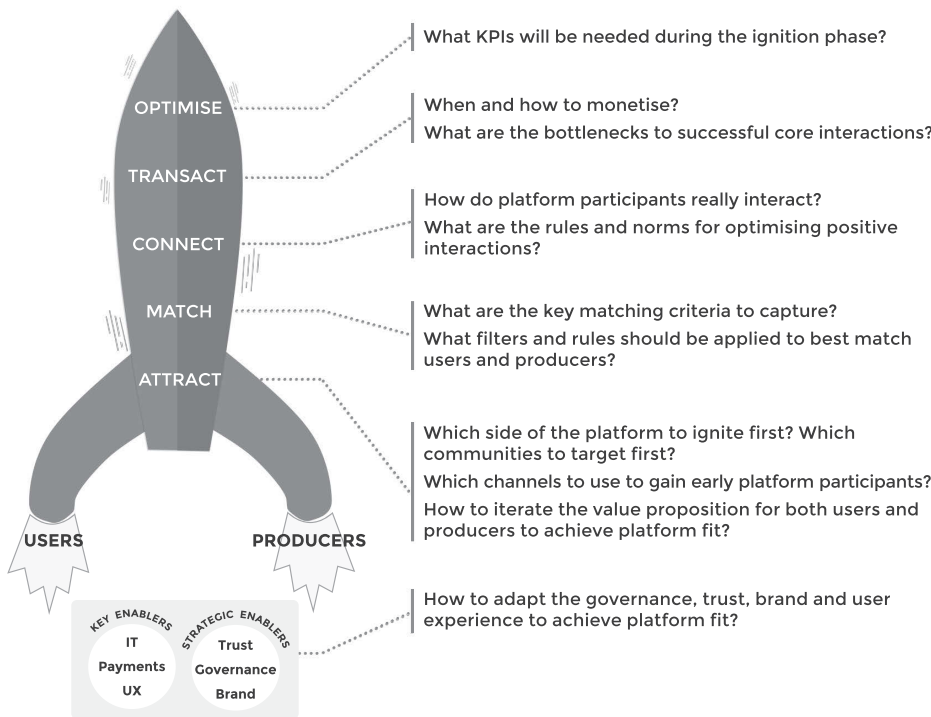 What KPIs will be needed during the ignition phase?
OPTIMISE
When and how to monetise?
What are the bottlenecks to successful core interactions?
TRANSACT
How do platform participants really interact?
What are the rules and norms for optimising positive
interactions?
CONNECT
MATCH
What are the key matching criteria to capture?
What filters and rules should be applied to best match
users and producers?
ATTRACT
Which side of the platform to ignite first? Which
communities to target first?
Which channels to use to gain early platform participants?
How to iterate the value proposition for both users and
producers to achieve platform fit?
USERS
PRODUCERS
How to adapt the governance, trust, brand and user
experience to achieve platform fit?
KEY ENABLERS
IT
Payments
UX
STRATEGIC ENABLERS
Trust
Governance
Brand